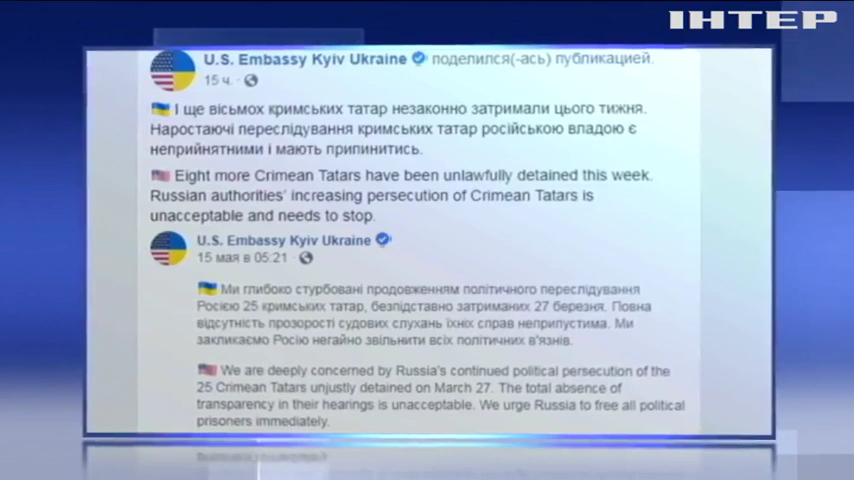 ІНТЕР
U.S. Embassy Kyiv Ukraine поделился(-ась) публикацией.
15 ч. ·
І ще вісьмох кримських татар незаконно затримали цього тижня.
Наростаючі переслідування кримських татар російською владою є
неприйнятними і мають припинитись.
Eight more Crimean Tatars have been unlawfully detained this week.
Russian authorities' increasing persecution of Crimean Tatars is
unacceptable and needs to stop.
U.S. Embassy Kyiv Ukraine
15 мая в 05:21 ·
Ми глибоко стурбовані продовженням політичного переслідування
Росією 25 кримських татар, безпідставно затриманих 27 березня. Повна
відсутність прозорості судових слухань їхніх справ неприпустима. Ми
закликаємо Росію негайно звільнити всіх політичних в'язнів.
We are deeply concerned by Russia's continued political persecution of the
25 Crimean Tatars unjustly detained on March 27. The total absence of
transparency in their hearings is unacceptable. We urge Russia to free all political
prisoners immediately.